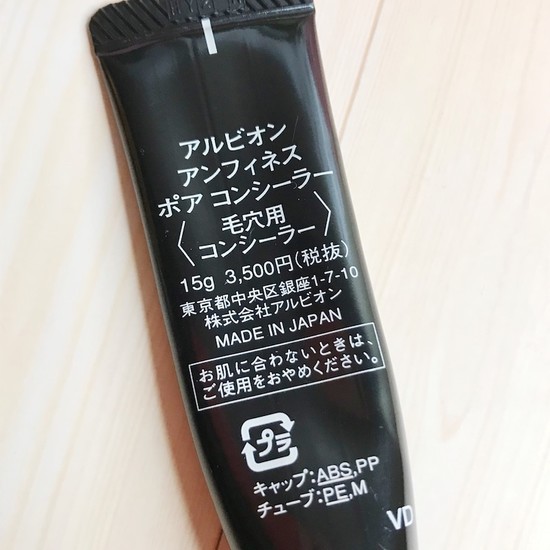 アルビオン
アンフィネス
ポア コンシーラー
〈毛穴用
コンシーラー〉
15g 3,500円(税抜)
東京都中央区銀座1-7-10
株式会社アルビオン
MADE IN JAPAN
お肌に合わないときは、
ご使用をおやめください。
プラ
キャップ:ABS,PP
チューブ:PE,M
VD